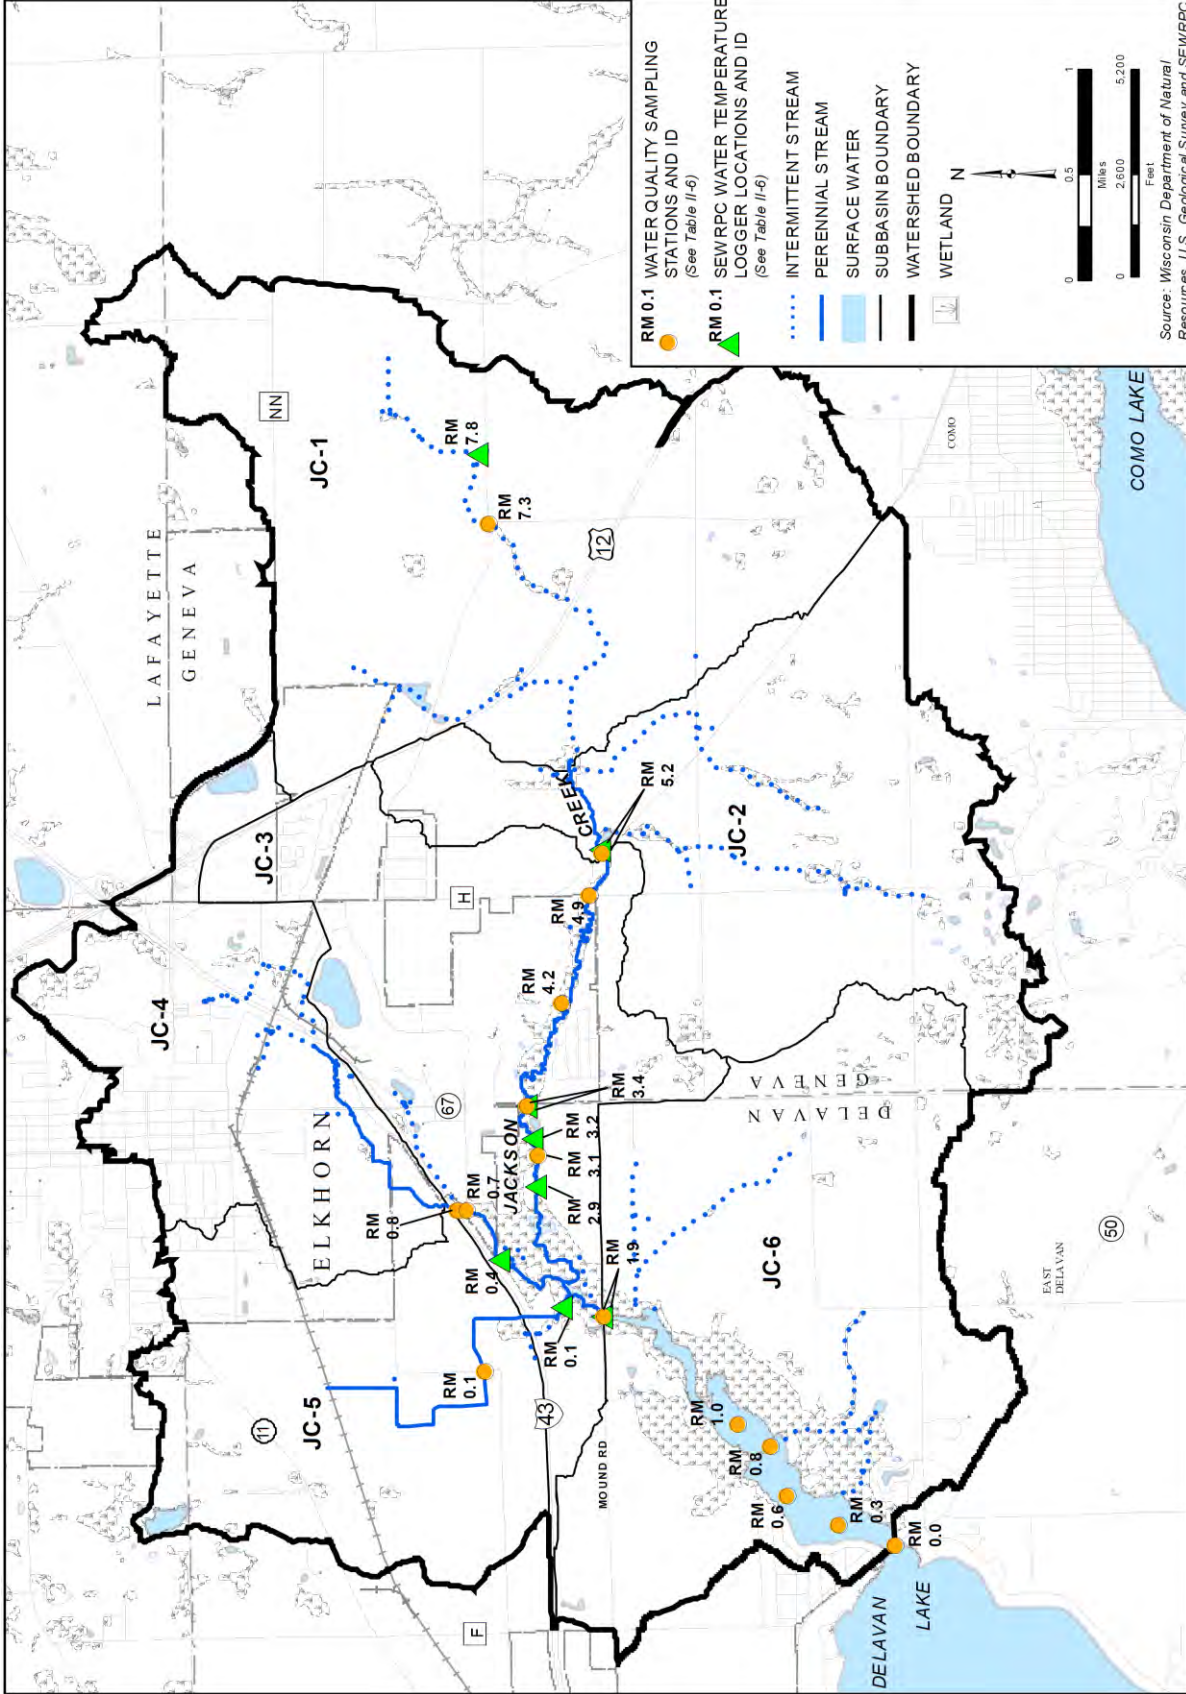 LAFAYETTE
GENEVA
NN
JC-1
RM
7.8
RM
7.3
12
JC-3
JC-4
H
CREEK
RM
5.2
RM
4.9
RM
4.2
JC-2
ELKHORN
67
RM
3.4
RM
3.2
RM
3.1
RM
2.9
JACKSON
RM
0.7
RM
0.8
RM
0.4
RM
0.1
RM
0.1
RM
1.9
GENEVA
DELAVAN
JC-5
11
43
MOUND RD
JC-6
EAST
DELAVAN
50
RM
1.0
RM
0.8
RM
0.6
RM
0.3
RM
0.0
F
DELAVAN
LAKE
COMO
COMO LAKE
RM 0.1 WATER QUALITY SAMPLING
STATIONS AND ID
(See Table II-6)
RM 0.1 SEWRPC WATER TEMPERATURE
LOGGER LOCATIONS AND ID
(See Table II-6)
INTERMITTENT STREAM
PERENNIAL STREAM
SURFACE WATER
SUBBASIN BOUNDARY
WATERSHED BOUNDARY
WETLAND
N
0 0.5 1
Miles
0 2,600 5,200
Feet
Source: Wisconsin Department of Natural
Resources, U.S. Geological Survey and SEWRPC